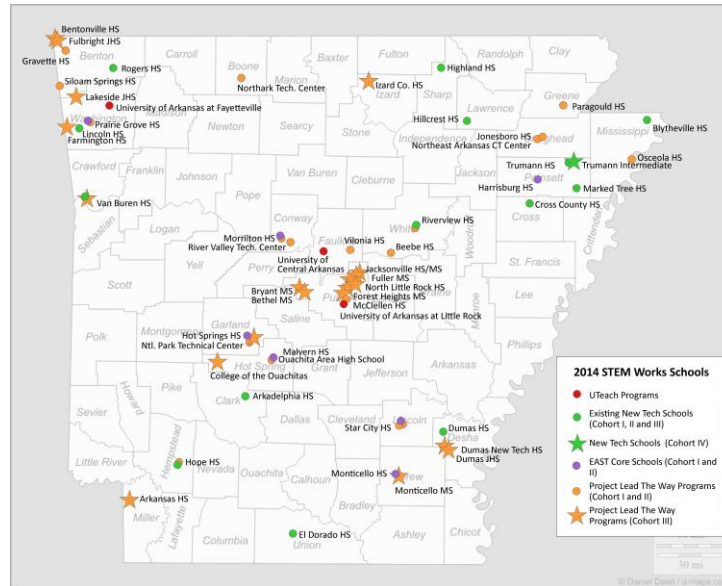 Bentonville HS
Fulbright JHS
Gravette HS
Benton
Carroll
Boone
Marion
Baxter
Fulton
Randolph
Clay
Rogers HS
Northark Tech. Center
Izard Co. HS
Izard
Highland HS
Sharp
Siloam Springs HS
Lakeside JHS
University of Arkansas at Fayetteville
Washington
Madison
Newton
Searcy
Stone
Lawrence
Greene
Paragould HS
Prairie Grove HS
Lincoln HS
Farmington HS
Hillcrest HS
Independence
Jonesboro HS
Northeast Arkansas CT Center
Mississippi
Blytheville HS
Osceola HS
Crawford
Franklin
Johnson
Van Buren
Cleburne
Jackson
Trumann HS
Trumann Intermediate
Harrisburg HS
Marked Tree HS
Van Buren HS
Pope
Conway
White
Riverview HS
Cross County HS
Cross
Crittenden
Sebastian
Logan
Morrilton HS
River Valley Tech. Center
Vilonia HS
Beebe HS
Woodruff
St. Francis
Yell
Perry
University of
Central Arkansas
Jacksonville HS/MS
Fuller MS
North Little Rock HS
Forest Heights MS
McClellen HS
University of Arkansas at Little Rock
Scott
Bryant MS
Bethel MS
Saline
Monroe
Lee
Phillips
Polk
Montgomery
Garland
Hot Springs HS
Ntl. Park Technical Center
Malvern HS
Ouachita Area High School
Hot Spring
Grant
Jefferson
Arkansas
College of the Ouachitas
Howard
Pike
Clark
Arkadelphia HS
Dallas
Cleveland
Lincoln
Star City HS
Dumas HS
Desha
Dumas New Tech HS
Dumas JHS
Sevier
Little River
Hempstead
Hope HS
Nevada
Ouachita
Calhoun
Monticello HS
Drew
Monticello MS
Bradley
Arkansas HS
Miller
Lafayette
Columbia
El Dorado HS
Union
Ashley
Chicot
2014 STEM Works Schools
UTeach Programs
Existing New Tech Schools
(Cohort I, II and III)
New Tech Schools (Cohort IV)
EAST Core Schools (Cohort I and
II)
Project Lead The Way Programs
(Cohort I and II)
Project Lead The Way
Programs (Cohort III)
30 mi
© Daniel Dalet / d-maps.co